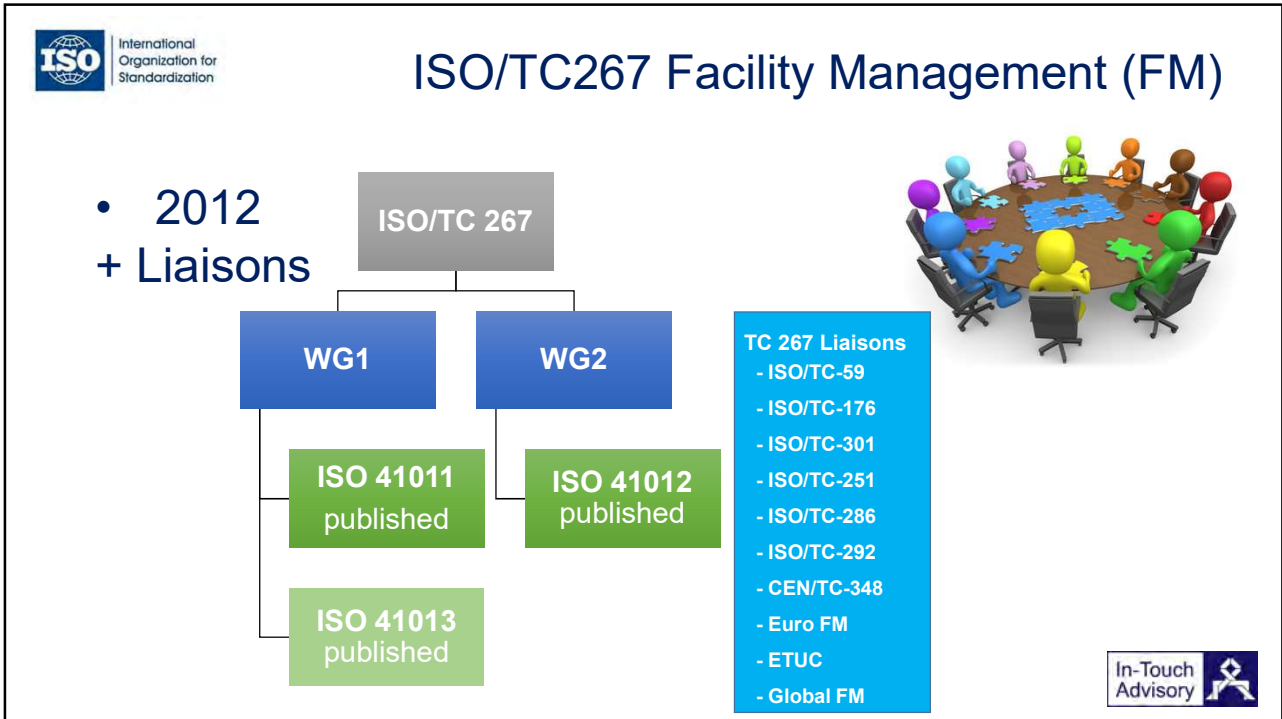 ISO
International
Organization for
Standardization
ISO/TC267 Facility Management (FM)
• 2012
+ Liaisons
ISO/TC 267
WG1
WG2
ISO 41011
published
ISO 41012
published
ISO 41013
published
TC 267 Liaisons
- ISO/TC-59
- ISO/TC-176
- ISO/TC-301
- ISO/TC-251
- ISO/TC-286
- ISO/TC-292
- CEN/TC-348
- Euro FM
- ETUC
- Global FM
In-Touch
Advisory